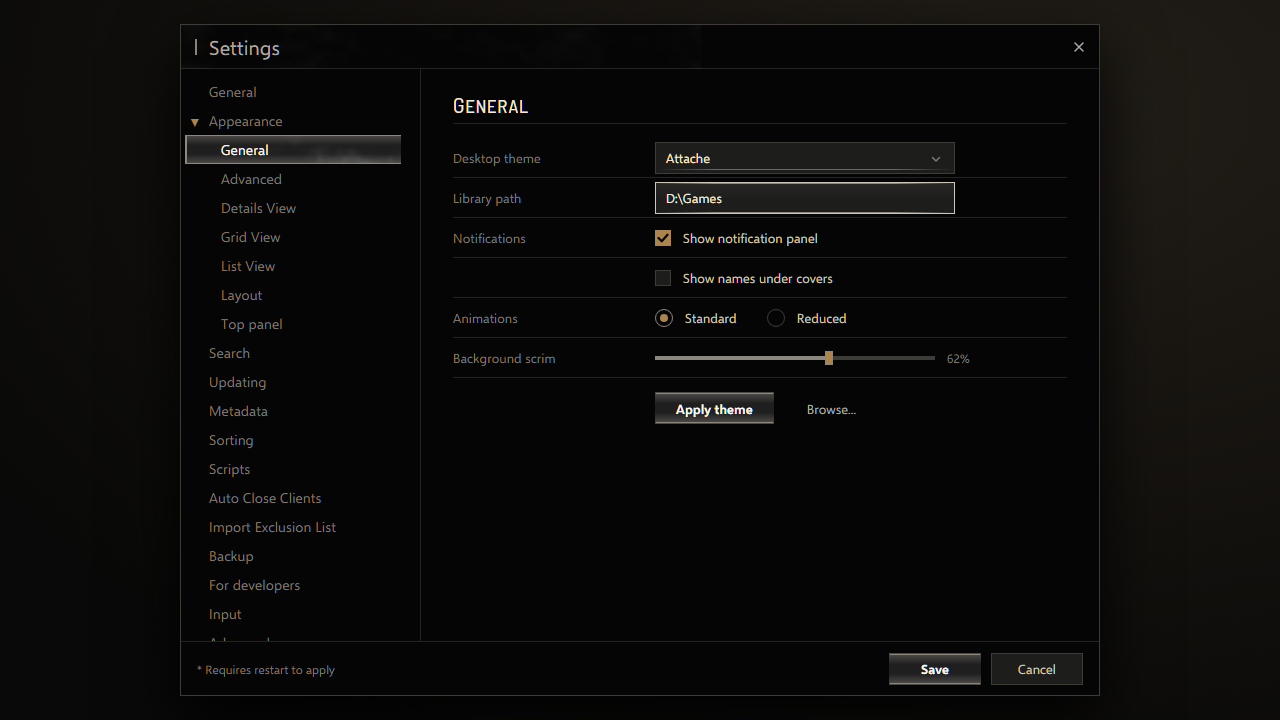 Settings
General
Appearance
General
Advanced
Details View
Grid View
List View
Layout
Top panel
Search
Updating
Metadata
Sorting
Scripts
Auto Close Clients
Import Exclusion List
Backup
For developers
Input
GENERAL
Desktop theme Attache
Library path D:\Games
Notifications Show notification panel
Show names under covers
Animations Standard Reduced
Background scrim 62%
Apply theme Browse...
* Requires restart to apply
Save Cancel